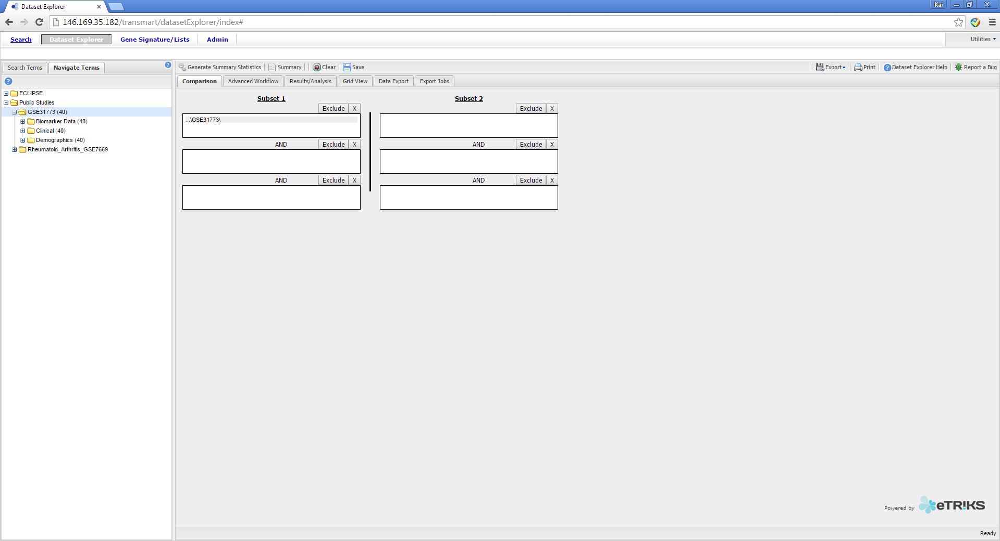 Dataset Explorer
Kai
146.169.35.182/transmart/datasetExplorer/index#
Search Dataset Explorer Gene Signature/Lists Admin Utilities
Search Terms Navigate Terms
Generate Summary Statistics Summary Clear Save Export Print Dataset Explorer Help Report a Bug
Comparison Advanced Workflow Results/Analysis Grid View Data Export Export Jobs
ECLIPSE
Public Studies
GSE31773 (40)
Biomarker Data (40)
Clinical (40)
Demographics (40)
Rheumatoid_Arthritis_GSE7669
Subset 1 Subset 2
Exclude X Exclude X
...\GSE31773\
AND Exclude X AND Exclude X
AND Exclude X AND Exclude X
Powered by eTRIKS
Ready